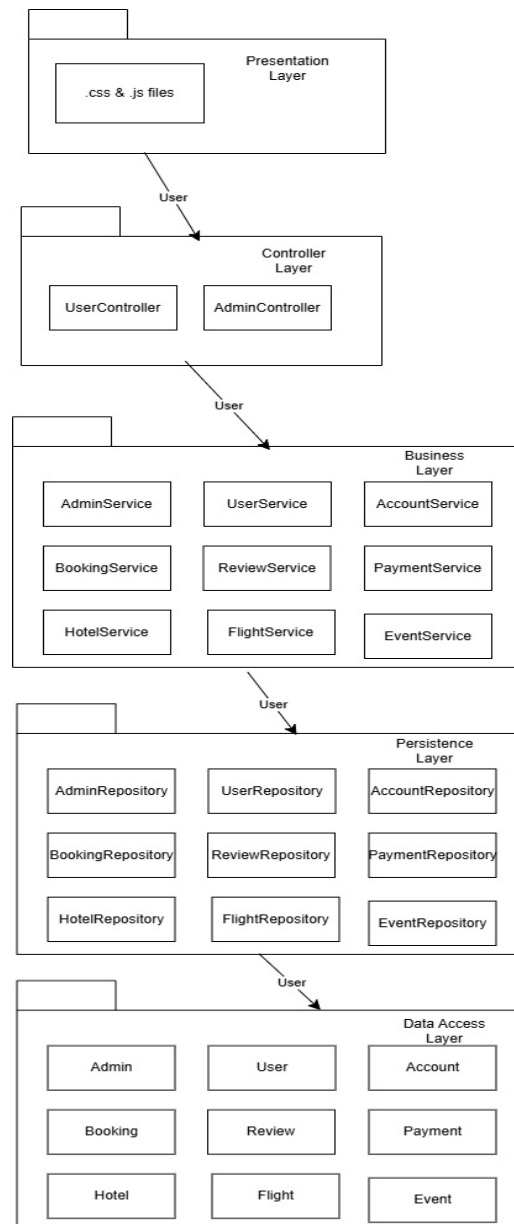 Presentation
Layer
.css & .js files
User
Controller
Layer
UserController
AdminController
User
Business
Layer
AdminService
UserService
AccountService
BookingService
ReviewService
PaymentService
HotelService
FlightService
EventService
User
Persistence
Layer
AdminRepository
UserRepository
AccountRepository
BookingRepository
ReviewRepository
PaymentRepository
HotelRepository
FlightRepository
EventRepository
User
Data Access
Layer
Admin
User
Account
Booking
Review
Payment
Hotel
Flight
Event